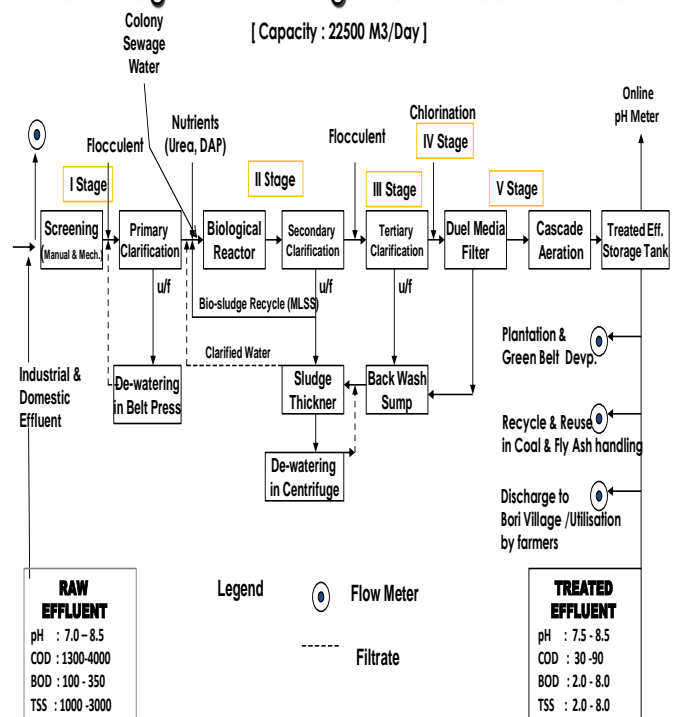 [ Capacity : 22500 M3/Day ]
Colony
Sewage
Water
Online
pH Meter
Nutrients
(Urea, DAP)
Flocculent
Flocculent
Chlorination
IV Stage
I Stage
II Stage
III Stage
V Stage
Screening
(Manual & Mech.)
Primary
Clarification
Biological
Reactor
Secondary
Clarification
Tertiary
Clarification
Duel Media
Filter
Cascade
Aeration
Treated Eff.
Storage Tank
u/f
u/f
u/f
Bio-sludge Recycle (MLSS)
Clarified Water
Industrial &
Domestic
Effluent
De-watering
in Belt Press
Sludge
Thickner
Back Wash
Sump
De-watering
in Centrifuge
Plantation &
Green Belt Devp.
Recycle & Reuse
in Coal & Fly Ash handling
Discharge to
Bori Village /Utilisation
by farmers
RAW
EFFLUENT
pH : 7.0 – 8.5
COD : 1300-4000
BOD : 100 - 350
TSS : 1000 -3000
Legend
Flow Meter
Filtrate
TREATED
EFFLUENT
pH : 7.5 - 8.5
COD : 30 -90
BOD : 2.0 - 8.0
TSS : 2.0 - 8.0